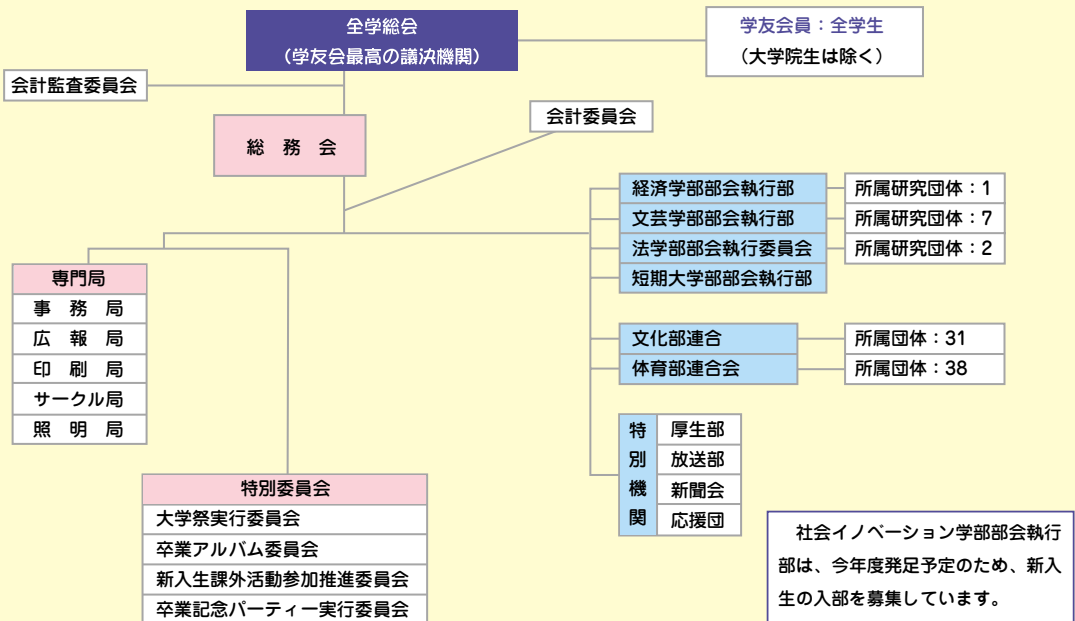 全学総会
(学友会最高の議決機関)
学友会員：全学生
(大学院生は除く)
会計監査委員会
会計委員会
総 務 会
経済学部部会執行部
所属研究団体：1
文芸学部部会執行部
所属研究団体：7
法学部部会執行委員会
所属研究団体：2
短期大学部部会執行部
専門局
事 務 局
広 報 局
印 刷 局
サークル局
照 明 局
文化部連合
所属団体：31
体育部連合会
所属団体：38
特別機関
厚生部
放送部
新聞会
応援団
特別委員会
大学祭実行委員会
卒業アルバム委員会
新入生課外活動参加推進委員会
卒業記念パーティー実行委員会
社会イノベーション学部部会執行
部は、今年度発足予定のため、新入
生の入部を募集しています。